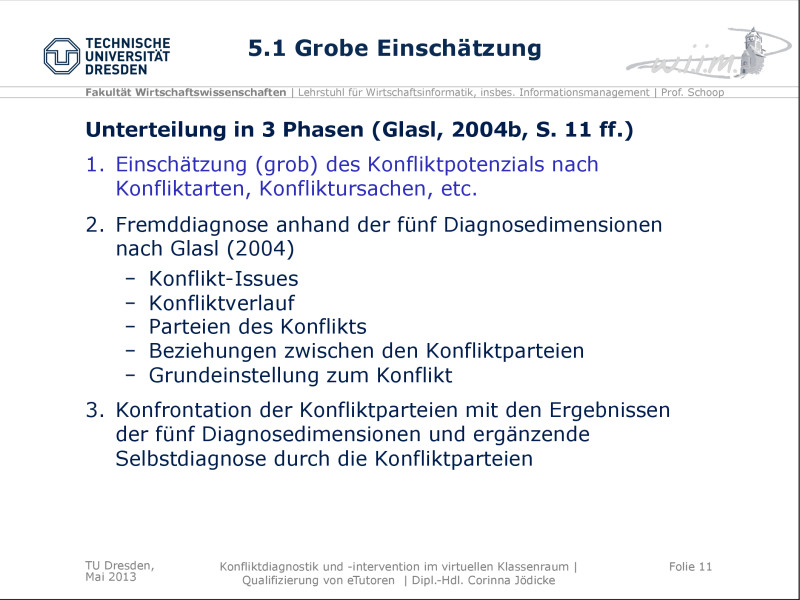 TECHNISCHE
UNIVERSITÄT
DRESDEN
5.1 Grobe Einschätzung
w.i.i.m.
Fakultät Wirtschaftswissenschaften | Lehrstuhl für Wirtschaftsinformatik, insbes. Informationsmanagement | Prof. Schoop
Unterteilung in 3 Phasen (Glasl, 2004b, S. 11 ff.)
1. Einschätzung (grob) des Konfliktpotenzials nach
Konfliktarten, Konfliktursachen, etc.
2. Fremddiagnose anhand der fünf Diagnosedimensionen
nach Glasl (2004)
– Konflikt-Issues
– Konfliktverlauf
– Parteien des Konflikts
– Beziehungen zwischen den Konfliktparteien
– Grundeinstellung zum Konflikt
3. Konfrontation der Konfliktparteien mit den Ergebnissen
der fünf Diagnosedimensionen und ergänzende
Selbstdiagnose durch die Konfliktparteien
TU Dresden,
Mai 2013
Konfliktdiagnostik und -intervention im virtuellen Klassenraum |
Qualifizierung von eTutoren | Dipl.-Hdl. Corinna Jödicke
Folie 11